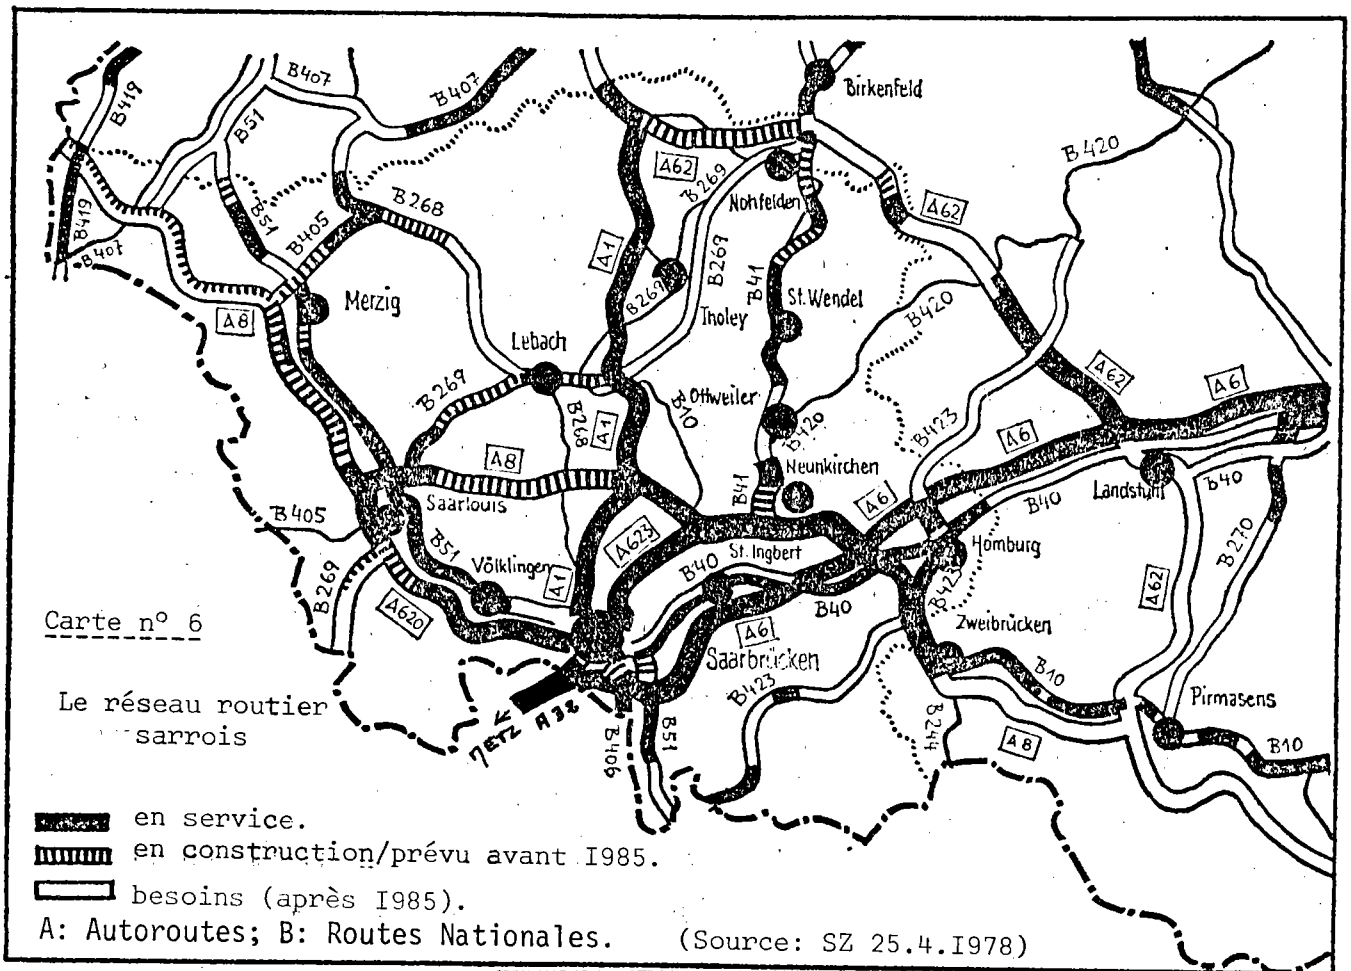 B407
B407
B419
B51
Birkenfeld
B420
A62
B269
B419
B51
B405
B268
Nohfelden
A62
B407
A1
B269
B41
B269
St. Wendel
B420
A8
Merzig
Tholey
Lebach
A62
A6
B269
B10
Ottweiler
B268
A1
B420
B423
A6
A8
Neunkirchen
B41
Landstuhl
B40
Saarlouis
A6
B40
B405
B51
A623
St. Ingbert
Homburg
B270
Völklingen
B40
B269
A1
B423
A62
A620
B40
Carte nº 6
A6
Zweibrücken
Saarbrücken
B10
B423
Pirmasens
Le réseau routier
sarrois
METZ A32
B406
B51
B244
A8
B10
en service.
en construction/prévu avant I985.
besoins (après I985).
A: Autoroutes; B: Routes Nationales.
(Source: SZ 25.4.I978)